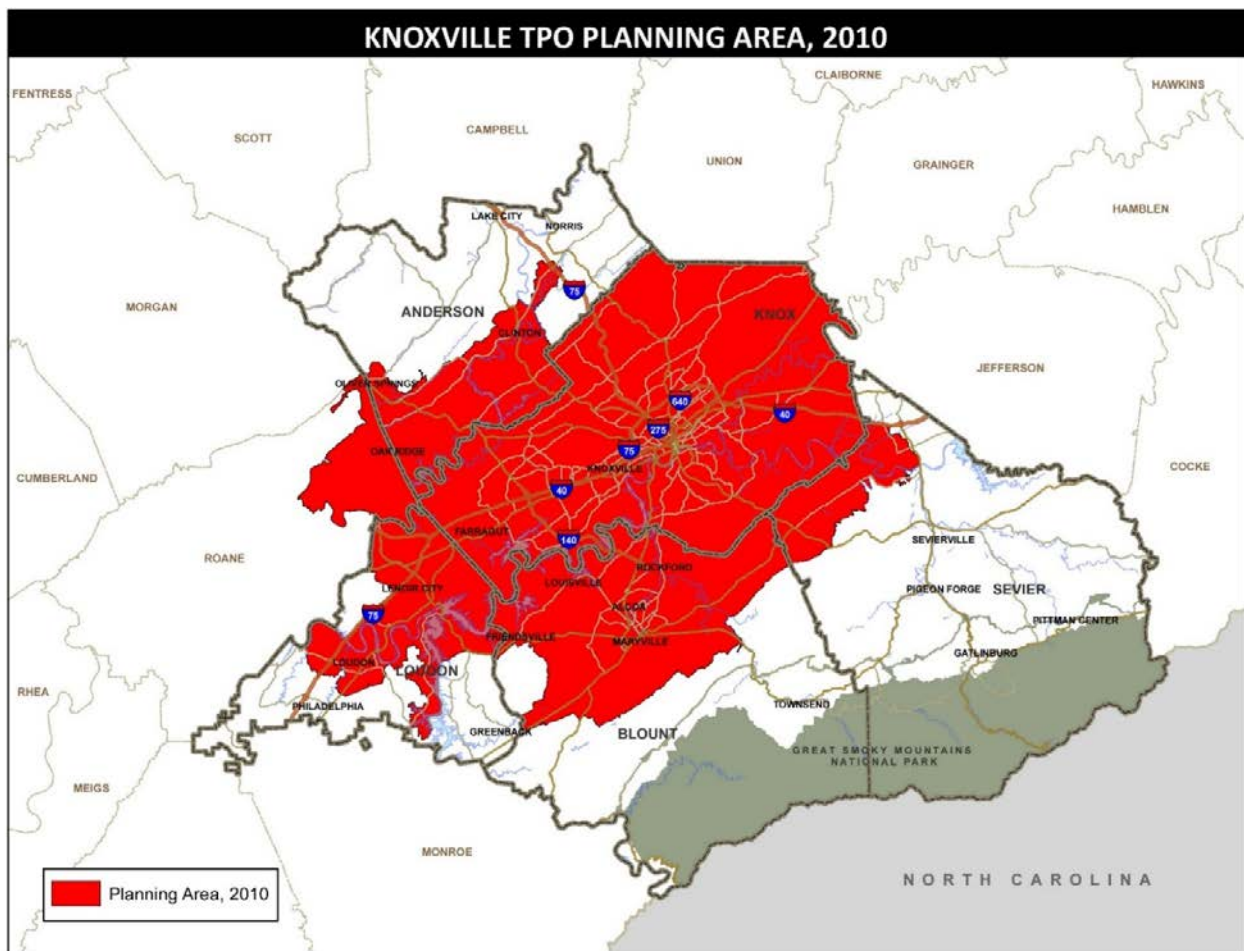 KNOXVILLE TPO PLANNING AREA, 2010
CLAIBORNE
HAWKINS
FENTRESS
SCOTT
CAMPBELL
UNION
GRAINGER
HAMBLEN
LAKE CITY
NORRIS
MORGAN
75
ANDERSON
KNOX
CLINTON
JEFFERSON
OLIVER SPRINGS
640
40
275
75
OAK RIDGE
KNOXVILLE
COCKE
CUMBERLAND
40
FARRAGUT
140
SEVIERVILLE
ROANE
ROCKFORD
LOUISVILLE
LENOIR CITY
PIGEON FORGE
SEVIER
ALCOA
75
PITTMAN CENTER
FRIENDSVILLE
MARYVILLE
GATLINBURG
LOUDON
LOUDON
RHEA
PHILADELPHIA
TOWNSEND
GREENBACK
BLOUNT
GREAT SMOKY MOUNTAINS
NATIONAL PARK
MEIGS
MONROE
NORTH CAROLINA
Planning Area, 2010